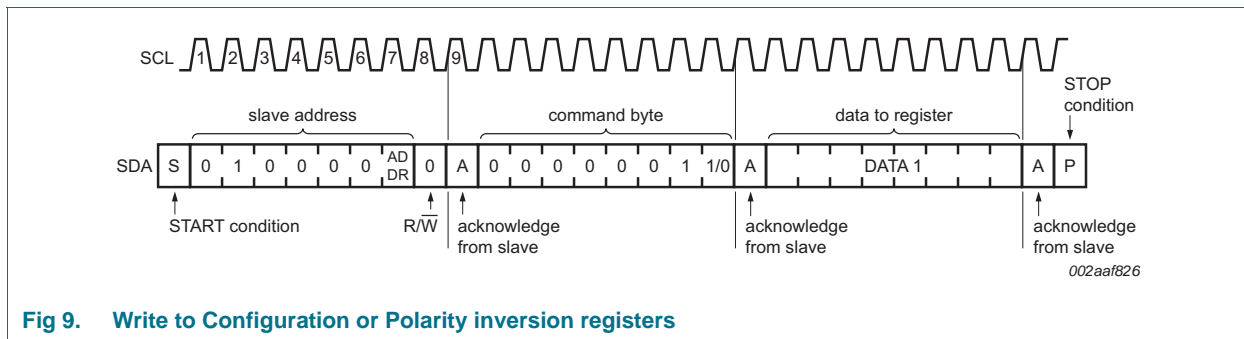 SCL 1 2 3 4 5 6 7 8 9
STOP
condition
slave address command byte data to register
SDA S 0 1 0 0 0 0 AD DR 0 A 0 0 0 0 0 0 1 1/0 A DATA 1 A P
START condition R/W̅ acknowledge from slave acknowledge from slave acknowledge from slave
002aaf826
Fig 9. Write to Configuration or Polarity inversion registers